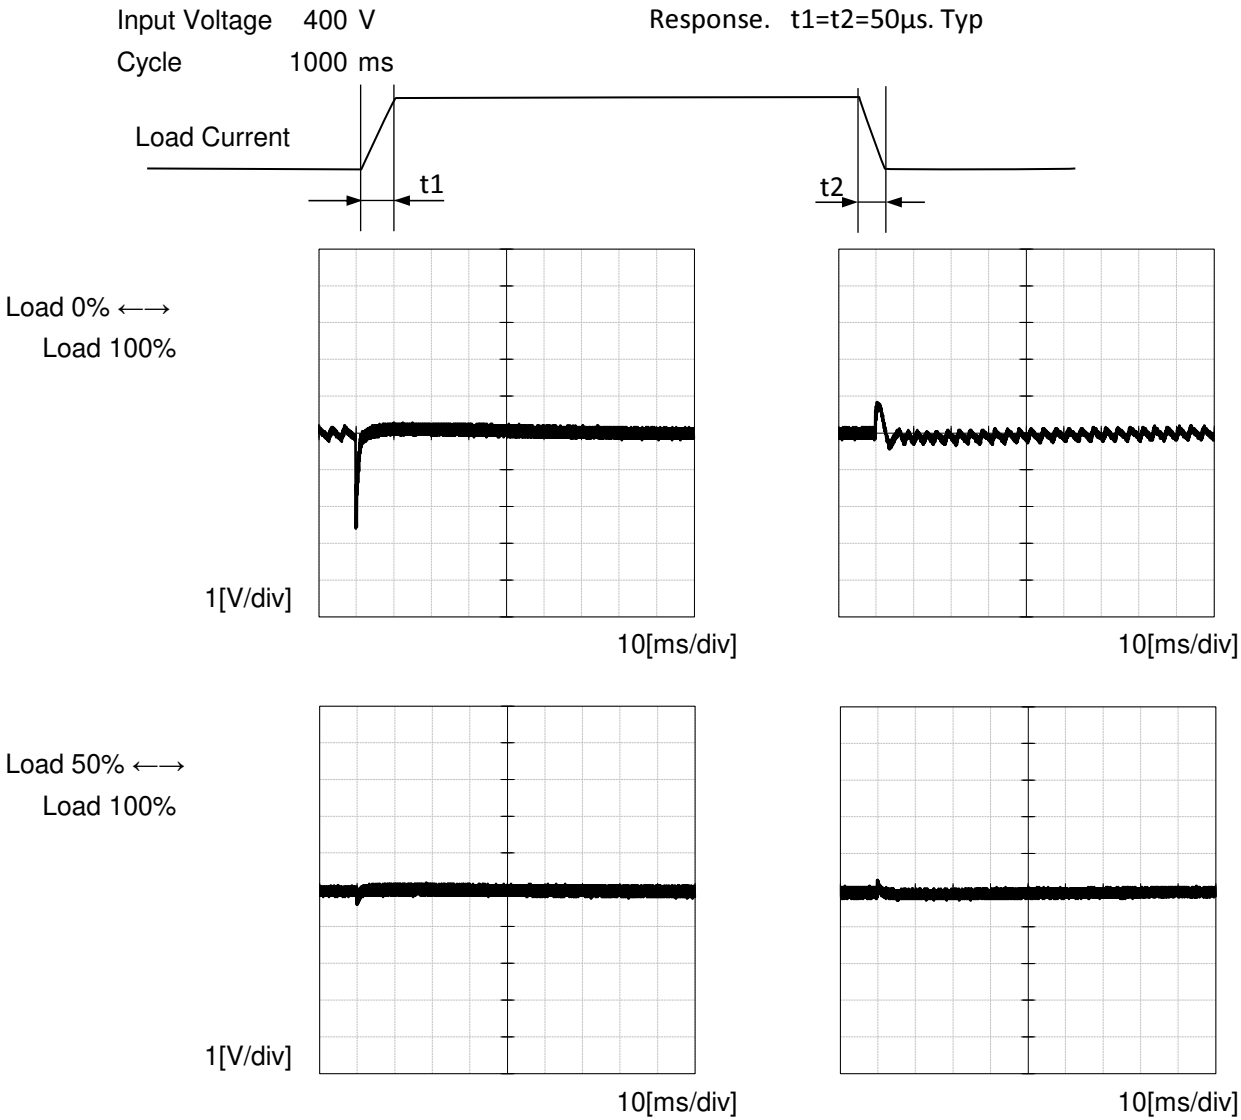 Input Voltage 400 V Response. t1=t2=50µs. Typ
Cycle 1000 ms
Load Current
t1
t2
Load 0% ←→
Load 100%
1[V/div]
10[ms/div]
10[ms/div]
Load 50% ←→
Load 100%
1[V/div]
10[ms/div]
10[ms/div]